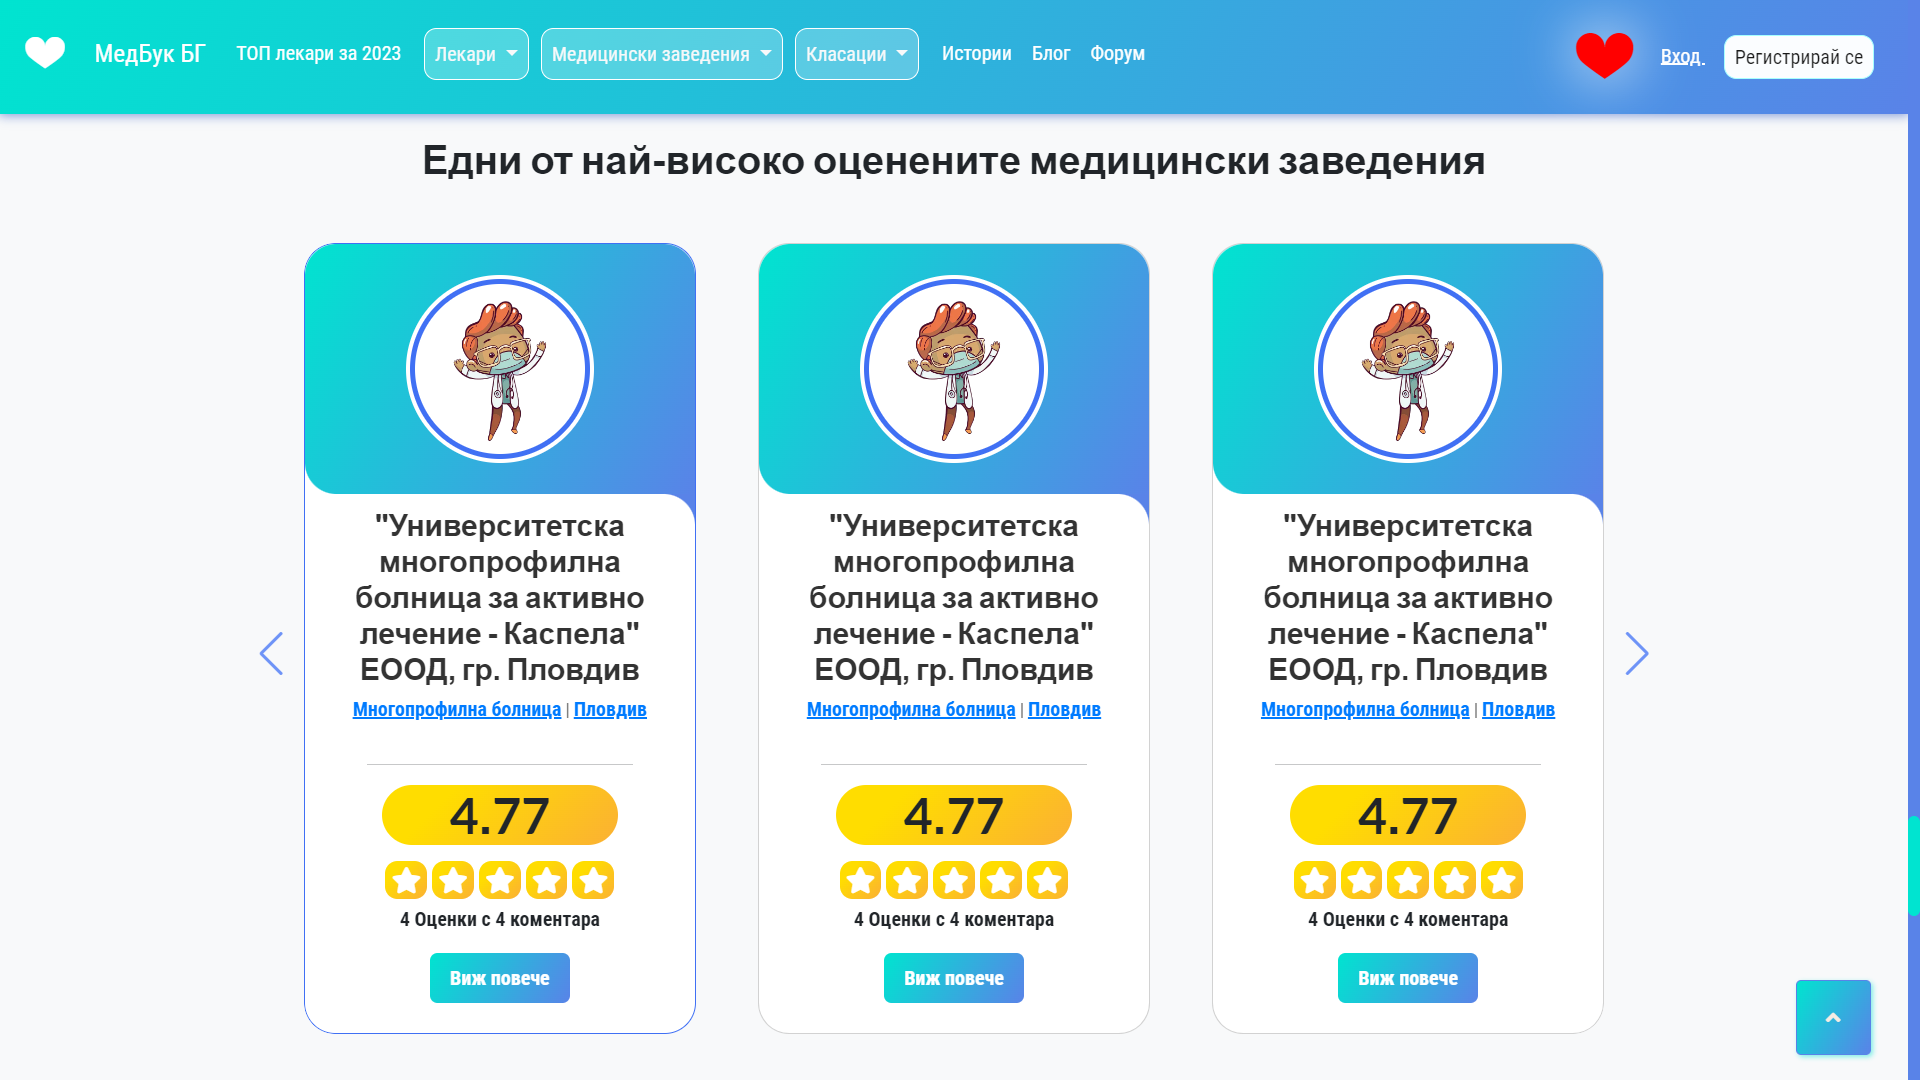 МедБук БГ ТОП лекари за 2023 Лекари Медицински заведения Класации Истории Блог Форум Вход Регистрирай се
Едни от най-високо оценените медицински заведения
"Университетска
многопрофилна
болница за активно
лечение - Каспела"
ЕООД, гр. Пловдив
Многопрофилна болница | Пловдив
4.77
4 Оценки с 4 коментара
Виж повече
"Университетска
многопрофилна
болница за активно
лечение - Каспела"
ЕООД, гр. Пловдив
Многопрофилна болница | Пловдив
4.77
4 Оценки с 4 коментара
Виж повече
"Университетска
многопрофилна
болница за активно
лечение - Каспела"
ЕООД, гр. Пловдив
Многопрофилна болница | Пловдив
4.77
4 Оценки с 4 коментара
Виж повече